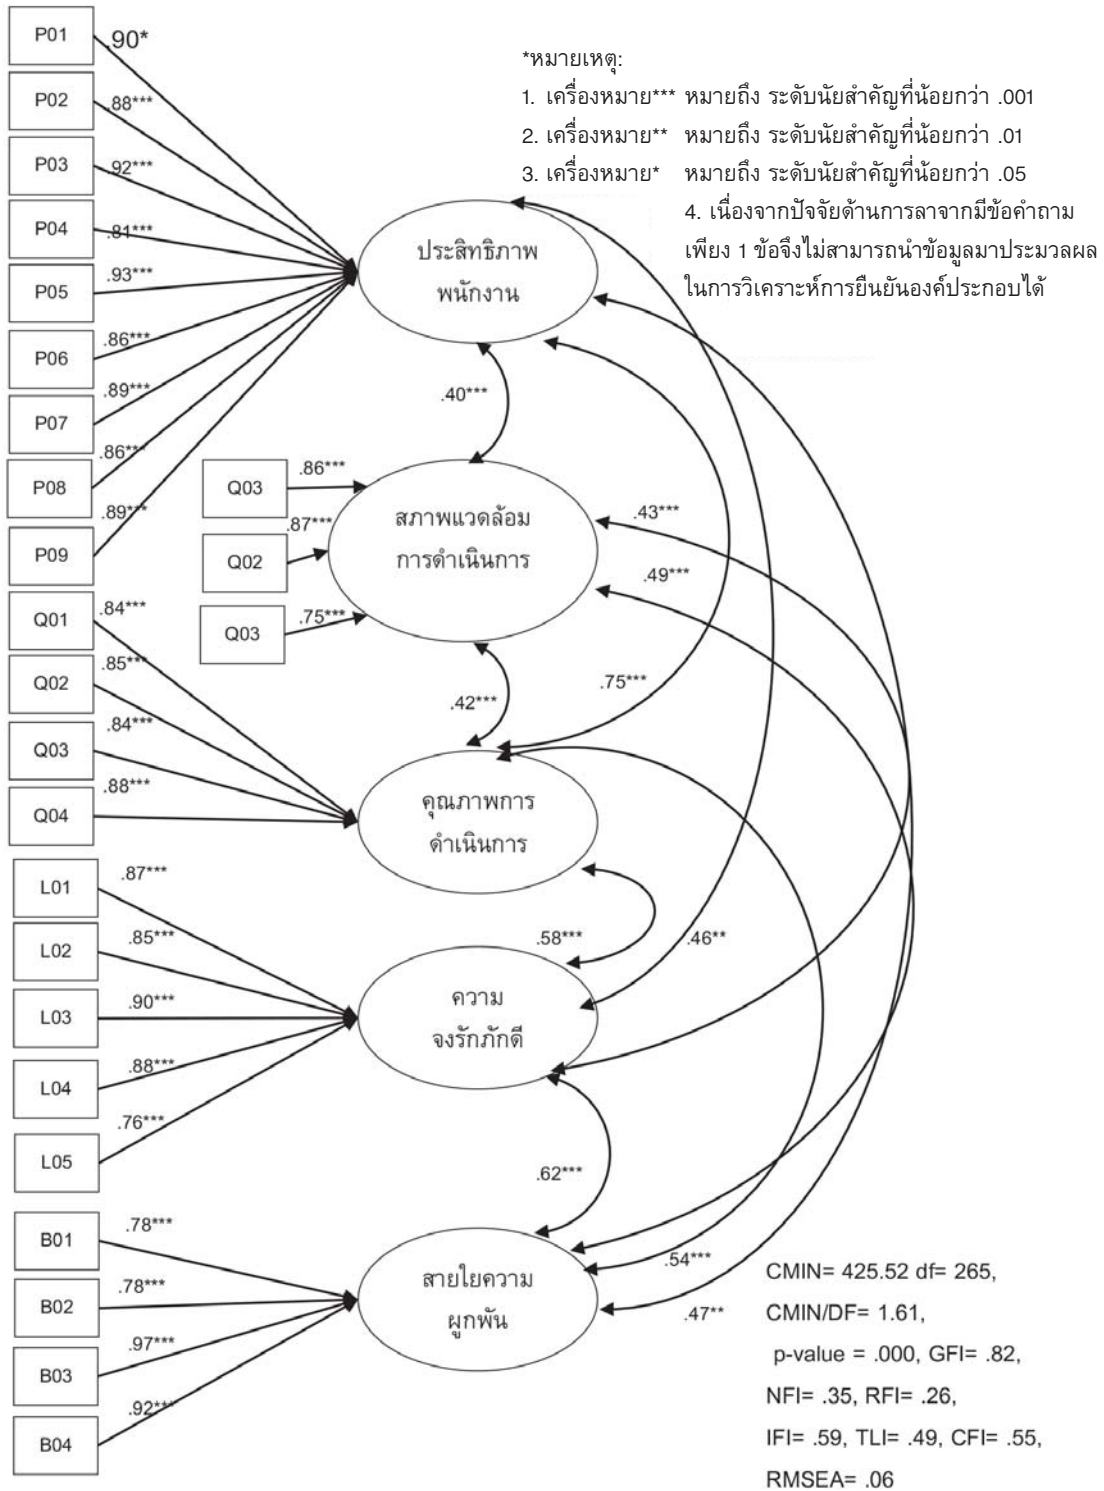 P01
.90*
P02
.88***
P03
.92***
P04
.81***
P05
.93***
P06
.86***
P07
.89***
P08
.86***
P09
.89***
*หมายเหตุ:
1. เครื่องหมาย*** หมายถึง ระดับนัยสำคัญที่น้อยกว่า .001
2. เครื่องหมาย** หมายถึง ระดับนัยสำคัญที่น้อยกว่า .01
3. เครื่องหมาย* หมายถึง ระดับนัยสำคัญที่น้อยกว่า .05
4. เนื่องจากปัจจัยด้านการลาจากมีข้อคำถาม
เพียง 1 ข้อจึงไม่สามารถนำข้อมูลมาประมวลผล
ในการวิเคราะห์การยืนยันองค์ประกอบได้
ประสิทธิภาพ
พนักงาน
.40***
Q03
.86***
Q02
.87***
Q03
.75***
สภาพแวดล้อม
การดำเนินการ
.43***
.49***
.42***
.75***
Q01
.84***
Q02
.85***
Q03
.84***
Q04
.88***
คุณภาพการ
ดำเนินการ
.58***
.46**
L01
.87***
L02
.85***
L03
.90***
L04
.88***
L05
.76***
ความ
จงรักภักดี
.62***
B01
.78***
B02
.78***
B03
.97***
B04
.92***
สายใยความ
ผูกพัน
.54***
.47**
CMIN= 425.52 df= 265,
CMIN/DF= 1.61,
p-value = .000, GFI= .82,
NFI= .35, RFI= .26,
IFI= .59, TLI= .49, CFI= .55,
RMSEA= .06